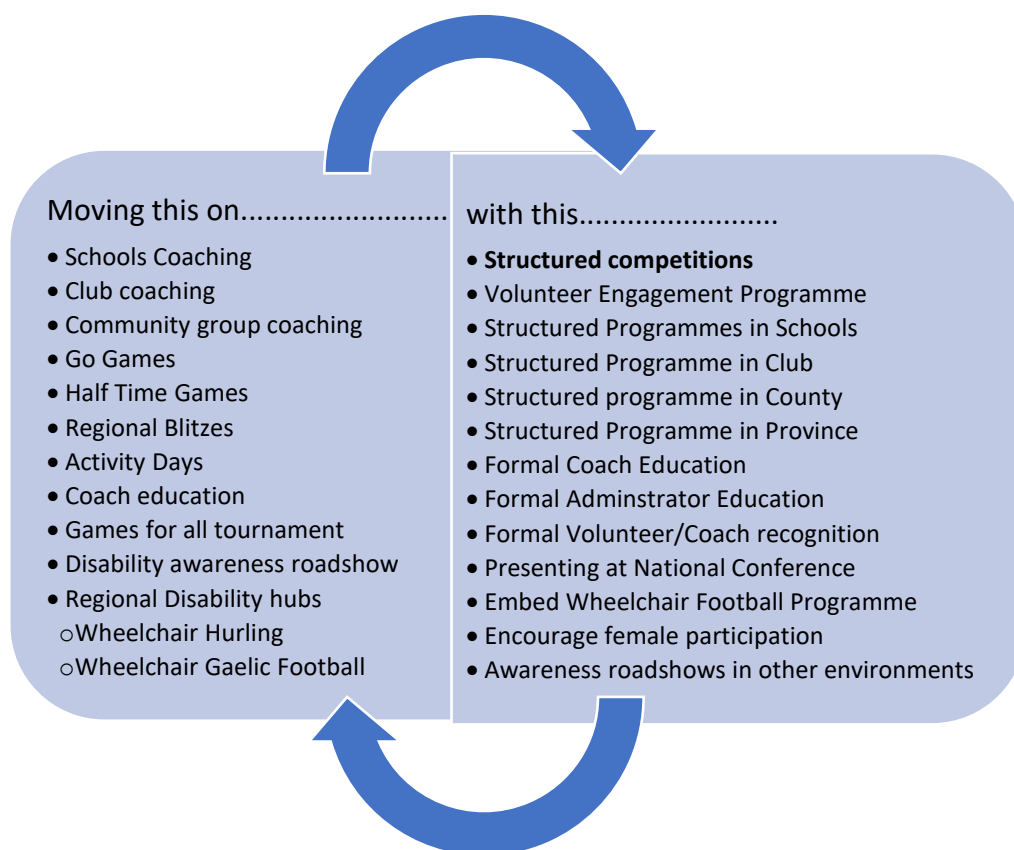 Moving this on.........................
• Schools Coaching
• Club coaching
• Community group coaching
• Go Games
• Half Time Games
• Regional Blitzes
• Activity Days
• Coach education
• Games for all tournament
• Disability awareness roadshow
• Regional Disability hubs
oWheelchair Hurling
oWheelchair Gaelic Football
with this........................
• Structured competitions
• Volunteer Engagement Programme
• Structured Programmes in Schools
• Structured Programme in Club
• Structured programme in County
• Structured Programme in Province
• Formal Coach Education
• Formal Adminstrator Education
• Formal Volunteer/Coach recognition
• Presenting at National Conference
• Embed Wheelchair Football Programme
• Encourage female participation
• Awareness roadshows in other environments